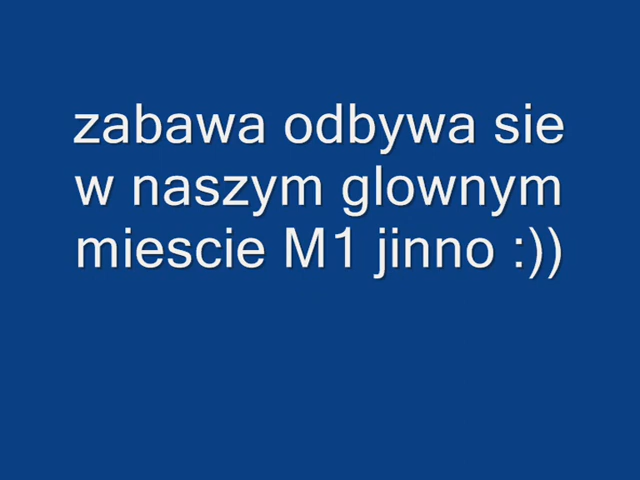 zabawa odbywa sie
w naszym glownym
miescie M1 jinno :))